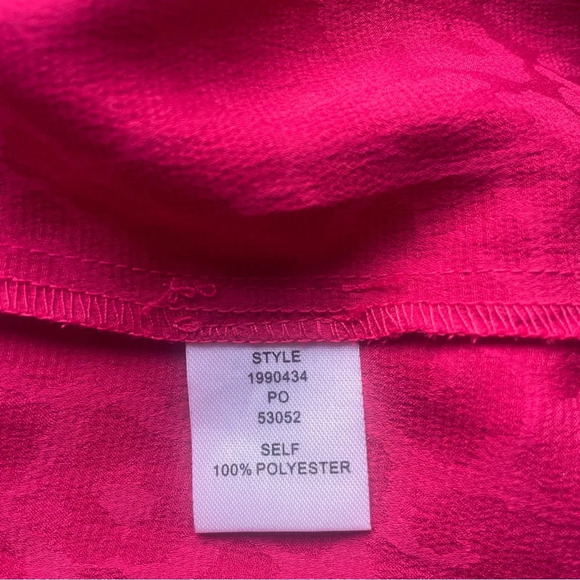 STYLE
1990434
PO
53052
SELF
100% POLYESTER